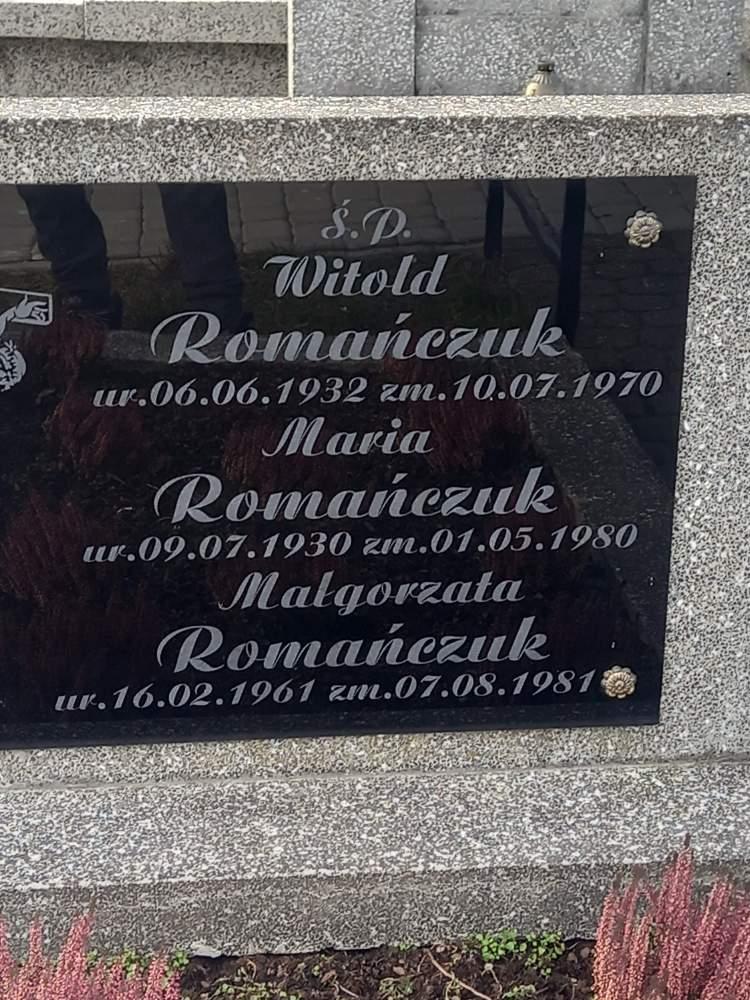 Ś.P.
Witold
Romańczuk
ur.06.06.1932 zm.10.07.1970
Maria
Romańczuk
ur.09.07.1930 zm.01.05.1980
Małgorzata
Romańczuk
ur.16.02.1961 zm.07.08.1981